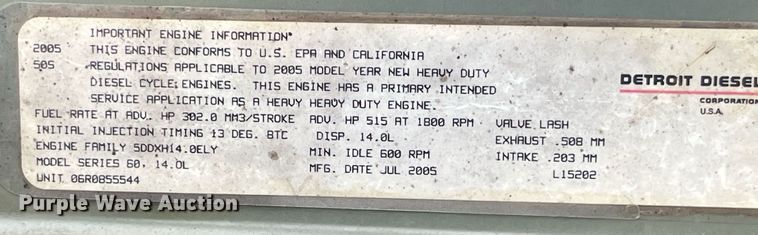 IMPORTANT ENGINE INFORMATION
2005 THIS ENGINE CONFORMS TO U.S. EPA AND CALIFORNIA
50S REGULATIONS APPLICABLE TO 2005 MODEL YEAR NEW HEAVY DUTY
DIESEL CYCLE ENGINES. THIS ENGINE HAS A PRIMARY INTENDED
SERVICE APPLICATION AS A HEAVY HEAVY DUTY ENGINE.
FUEL RATE AT ADV. HP 302.0 MM3/STROKE ADV. HP 515 AT 1800 RPM VALVE LASH
INITIAL INJECTION TIMING 13 DEG. BTC DISP. 14.0L EXHAUST .508 MM
ENGINE FAMILY 5DDXH14.0ELY MIN. IDLE 600 RPM INTAKE .203 MM
MODEL SERIES 60, 14.0L MFG. DATE JUL 2005 L15202
UNIT 06R0855544
DETROIT DIESEL
CORPORATION
U.S.A.
Purple Wave Auction